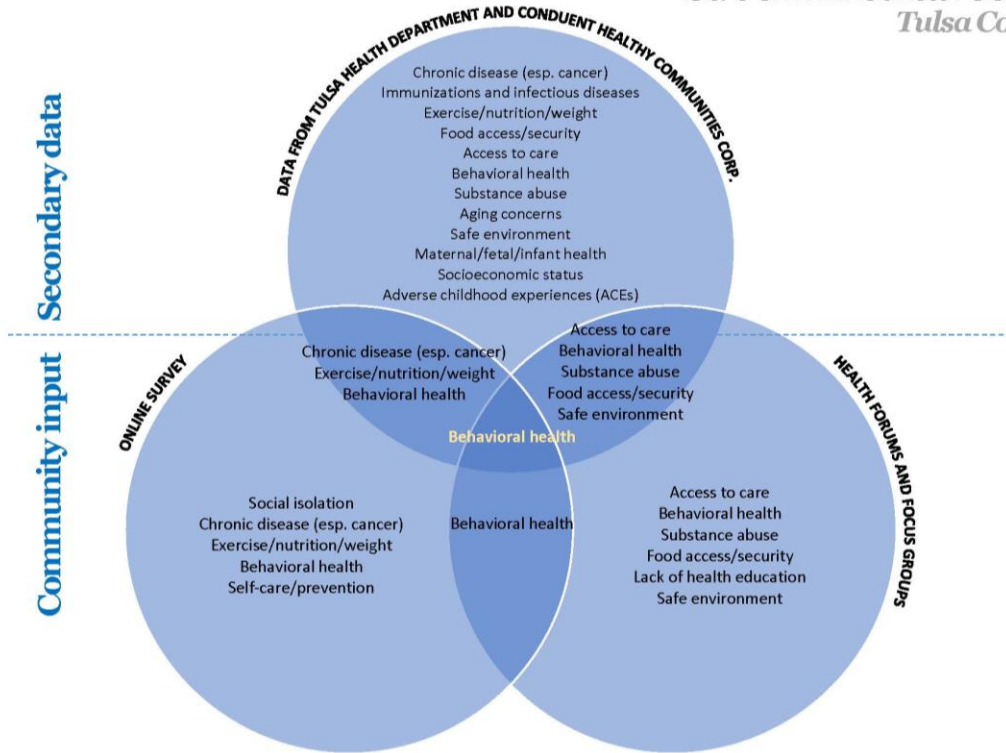 Tulsa Co
DATA FROM TULSA HEALTH DEPARTMENT AND CONDUENT HEALTHY COMMUNITIES CORP.
Secondary data
Chronic disease (esp. cancer)
Immunizations and infectious diseases
Exercise/nutrition/weight
Food access/security
Access to care
Behavioral health
Substance abuse
Aging concerns
Safe environment
Maternal/fetal/infant health
Socioeconomic status
Adverse childhood experiences (ACEs)
Community input
ONLINE SURVEY
Chronic disease (esp. cancer)
Exercise/nutrition/weight
Behavioral health
Access to care
Behavioral health
Substance abuse
Food access/security
Safe environment
HEALTH FORUMS AND FOCUS GROUPS
Behavioral health
Social isolation
Chronic disease (esp. cancer)
Exercise/nutrition/weight
Behavioral health
Self-care/prevention
Behavioral health
Access to care
Behavioral health
Substance abuse
Food access/security
Lack of health education
Safe environment